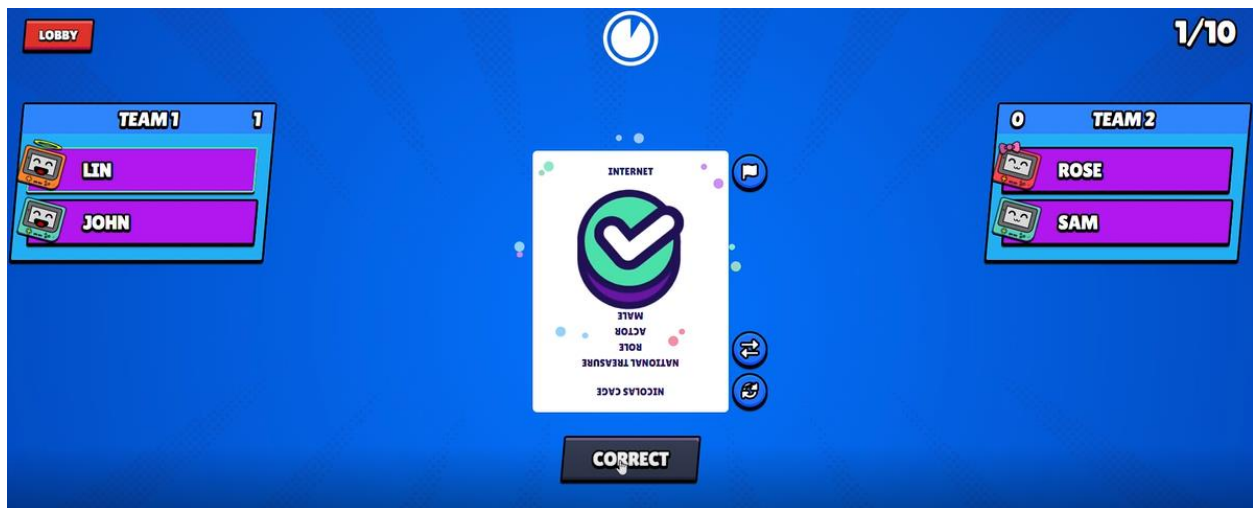 LOBBY
1/10
TEAM 1 1
LIN
JOHN
0 TEAM 2
ROSE
SAM
INTERNET
MALE
ACTOR
ROLE
NATIONAL TREASURE
NICOLAS CAGE
CORRECT